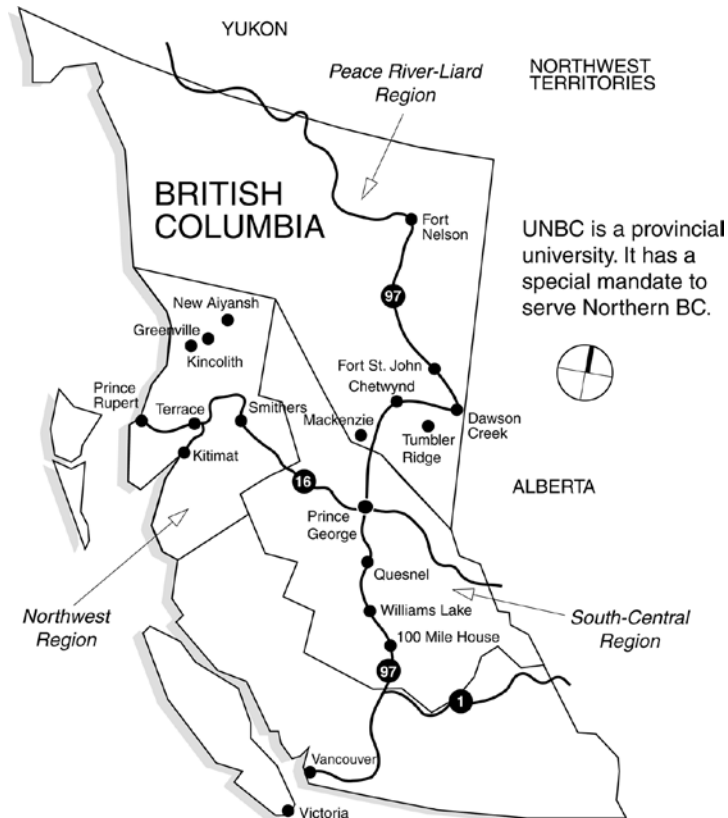 YUKON
Peace River-Liard
Region
NORTHWEST
TERRITORIES
BRITISH
COLUMBIA
Fort
Nelson
UNBC is a provincial
university. It has a
special mandate to
serve Northern BC.
97
New Aiyansh
Greenville
Kincolith
Fort St. John
Chetwynd
Prince
Rupert
Terrace
Smithers
Mackenzie
Dawson
Creek
Tumbler
Ridge
Kitimat
16
ALBERTA
Prince
George
Quesnel
Northwest
Region
Williams Lake
South-Central
Region
100 Mile House
97
1
Vancouver
Victoria